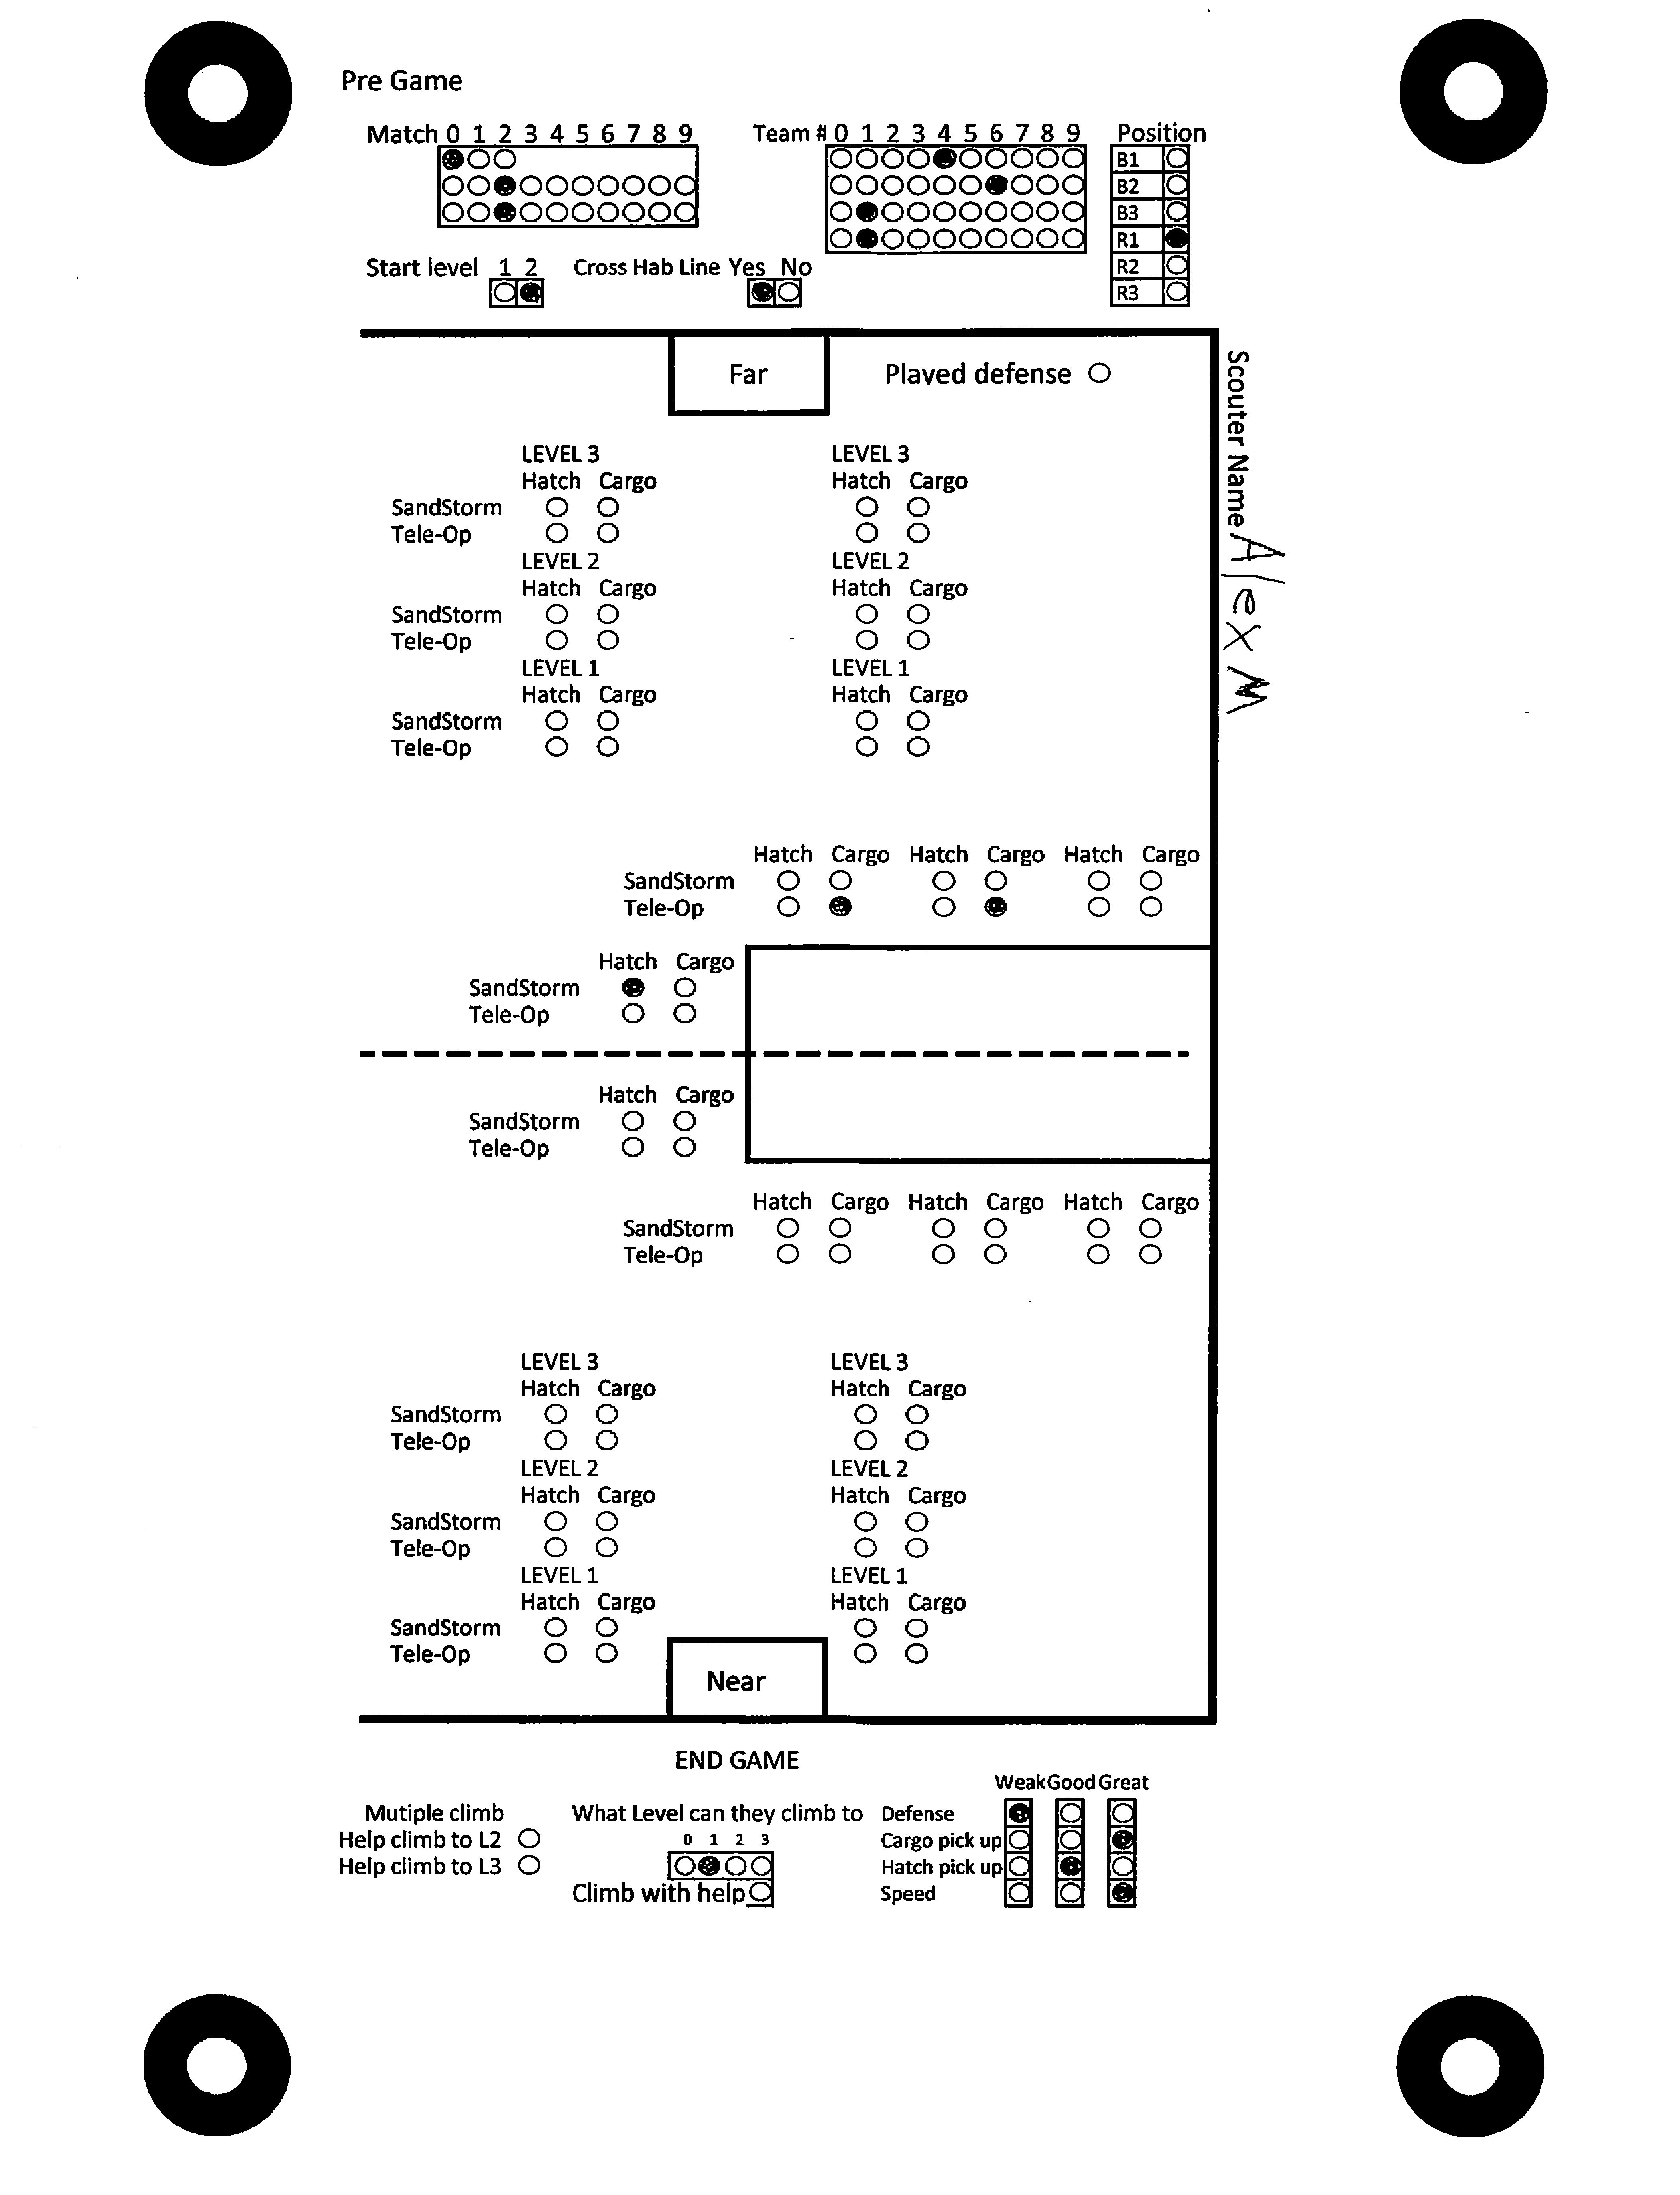 Pre Game
Match 0 1 2 3 4 5 6 7 8 9
Team # 0 1 2 3 4 5 6 7 8 9
Position
B1
B2
B3
R1
R2
R3
Start level 1 2
Cross Hab Line Yes No
Far
Played defense
Scouter Name Alex M
LEVEL 3 LEVEL 3
Hatch Cargo Hatch Cargo
SandStorm
Tele-Op
LEVEL 2 LEVEL 2
Hatch Cargo Hatch Cargo
SandStorm
Tele-Op
LEVEL 1 LEVEL 1
Hatch Cargo Hatch Cargo
SandStorm
Tele-Op
Hatch Cargo Hatch Cargo Hatch Cargo
SandStorm
Tele-Op
Hatch Cargo
SandStorm
Tele-Op
Hatch Cargo
SandStorm
Tele-Op
Hatch Cargo Hatch Cargo Hatch Cargo
SandStorm
Tele-Op
LEVEL 3 LEVEL 3
Hatch Cargo Hatch Cargo
SandStorm
Tele-Op
LEVEL 2 LEVEL 2
Hatch Cargo Hatch Cargo
SandStorm
Tele-Op
LEVEL 1 LEVEL 1
Hatch Cargo Hatch Cargo
SandStorm
Tele-Op
Near
END GAME
Mutiple climb
Help climb to L2
Help climb to L3
What Level can they climb to
0 1 2 3
Climb with help
Weak Good Great
Defense
Cargo pick up
Hatch pick up
Speed